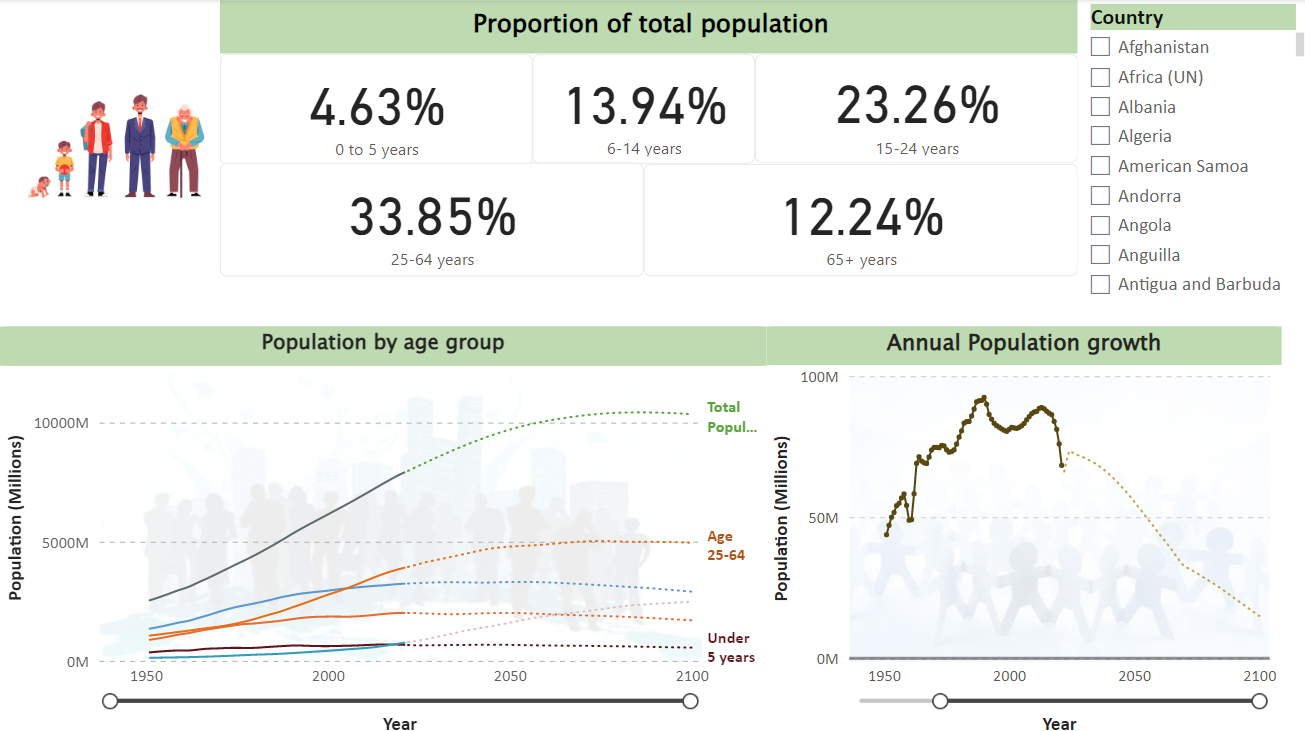 Proportion of total population
4.63%
0 to 5 years
13.94%
6-14 years
23.26%
15-24 years
33.85%
25-64 years
12.24%
65+ years
Country
Afghanistan
Africa (UN)
Albania
Algeria
American Samoa
Andorra
Angola
Anguilla
Antigua and Barbuda
Population by age group
Population (Millions)
10000M
5000M
0M
1950
2000
2050
2100
Year
Total
Popul...
Age
25-64
Under
5 years
Annual Population growth
Population (Millions)
100M
50M
0M
1950
2000
2050
2100
Year